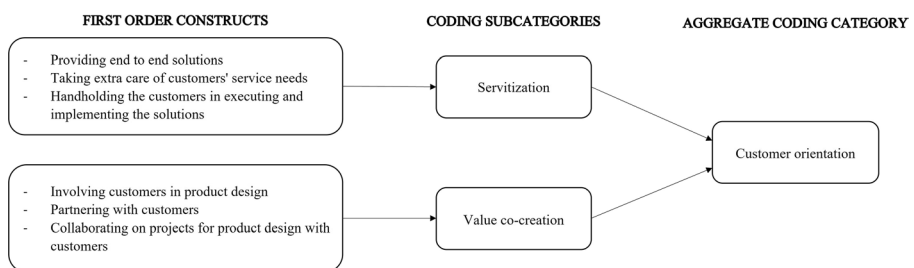 FIRST ORDER CONSTRUCTS
CODING SUBCATEGORIES
AGGREGATE CODING CATEGORY
- Providing end to end solutions
- Taking extra care of customers' service needs
- Handholding the customers in executing and
implementing the solutions
Servitization
Customer orientation
- Involving customers in product design
- Partnering with customers
- Collaborating on projects for product design with
customers
Value co-creation